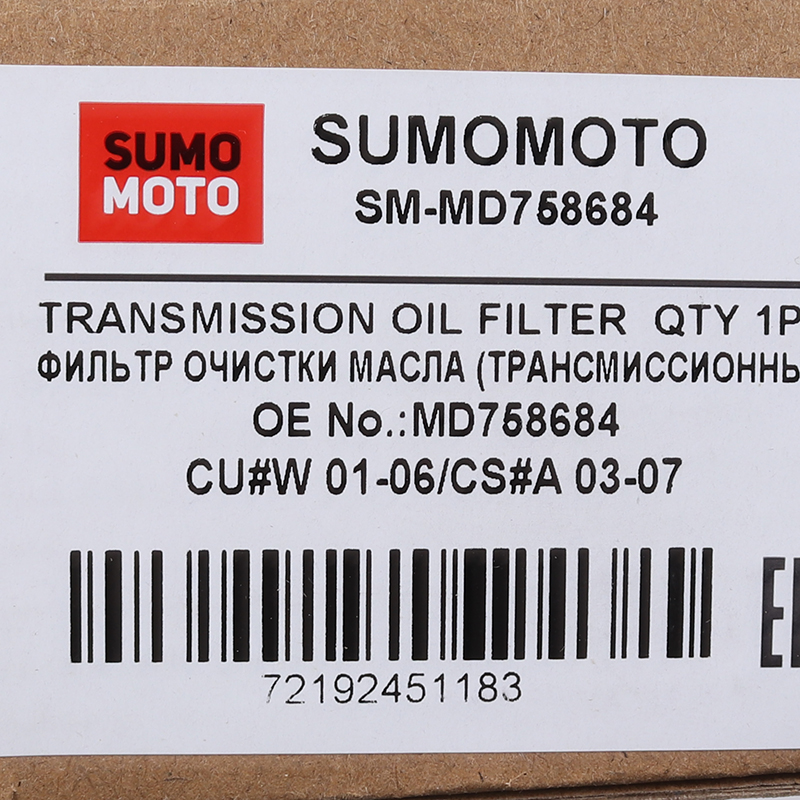 SUMO
MOTO
SUMOMOTO
SM-MD758684
TRANSMISSION OIL FILTER QTY 1P
ФИЛЬТР ОЧИСТКИ МАСЛА (ТРАНСМИССИОННЫ
OE No.:MD758684
CU#W 01-06/CS#A 03-07
72192451183